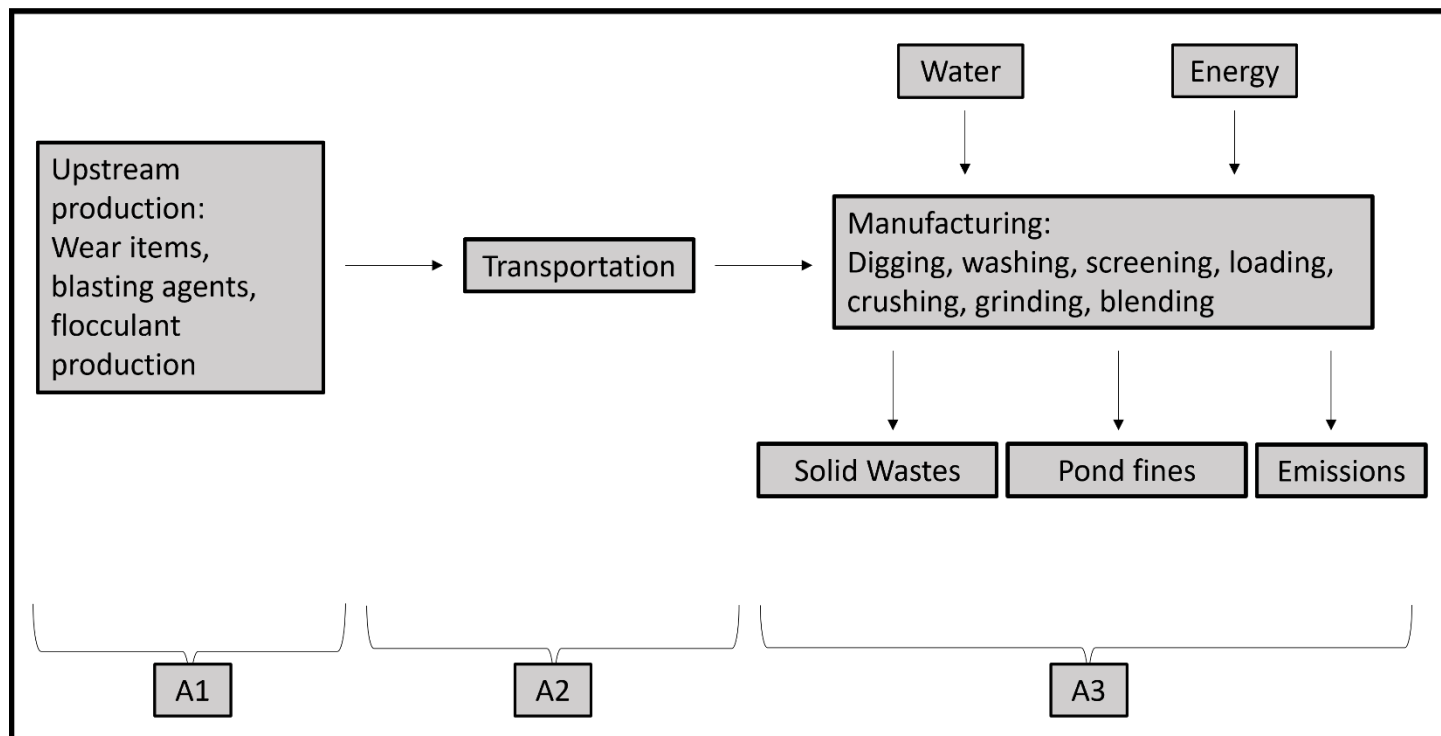 Water
Energy
Upstream
production:
Wear items,
blasting agents,
flocculant
production
Transportation
Manufacturing:
Digging, washing, screening, loading,
crushing, grinding, blending
Solid Wastes
Pond fines
Emissions
A1
A2
A3